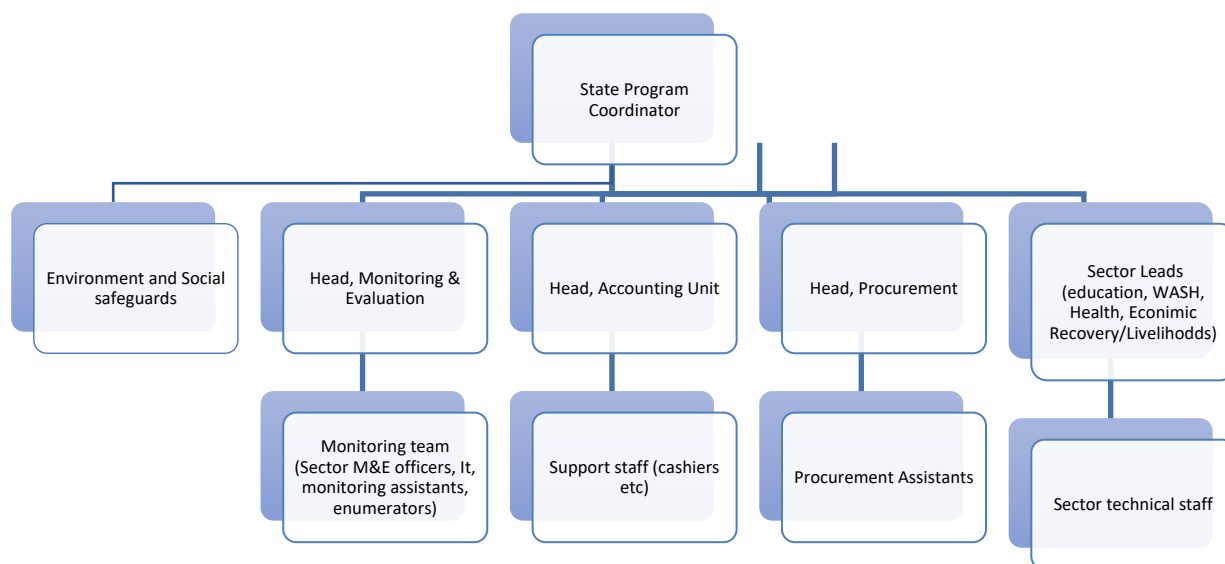 State Program
Coordinator
Environment and Social
safeguards
Head, Monitoring &
Evaluation
Head, Accounting Unit
Head, Procurement
Sector Leads
(education, WASH,
Health, Econimic
Recovery/Livelihodds)
Monitoring team
(Sector M&E officers, It,
monitoring assistants,
enumerators)
Support staff (cashiers
etc)
Procurement Assistants
Sector technical staff